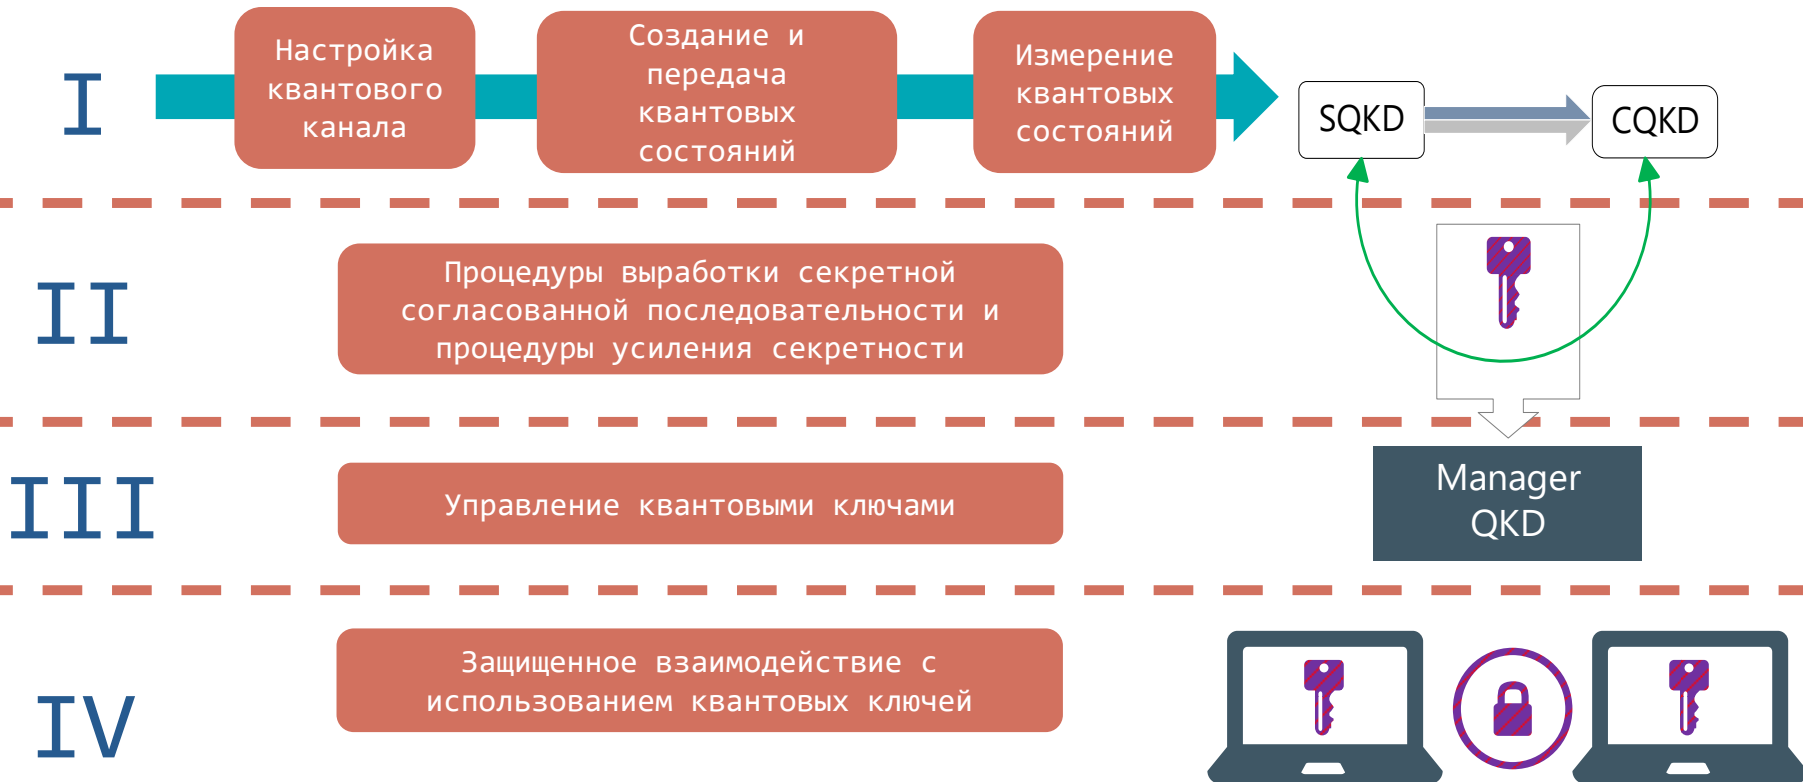 I
Настройка
квантового
канала
Создание и
передача
квантовых
состояний
Измерение
квантовых
состояний
SQKD
CQKD
II
Процедуры выработки секретной
согласованной последовательности и
процедуры усиления секретности
III
Управление квантовыми ключами
Manager
QKD
IV
Защищенное взаимодействие с
использованием квантовых ключей